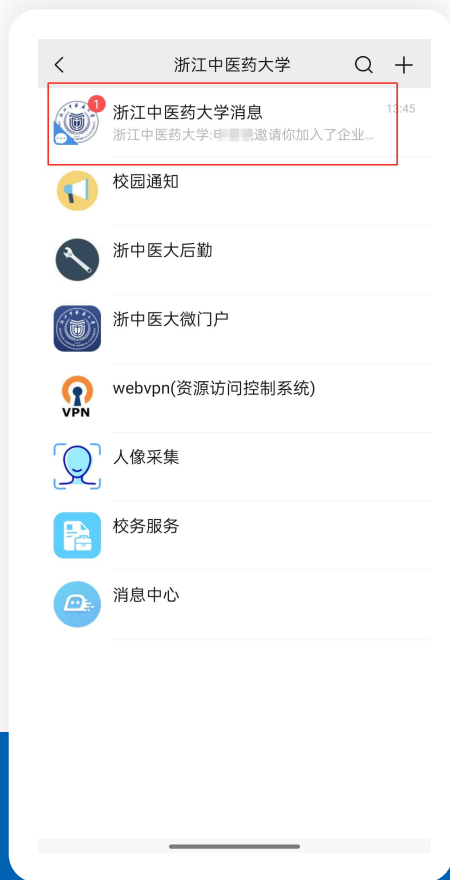 浙江中医药大学
1
浙江中医药大学消息
13:45
浙江中医药大学:申邀请你加入了企业...
校园通知
浙中医大后勤
浙中医大微门户
webvpn(资源访问控制系统)
VPN
人像采集
校务服务
消息中心